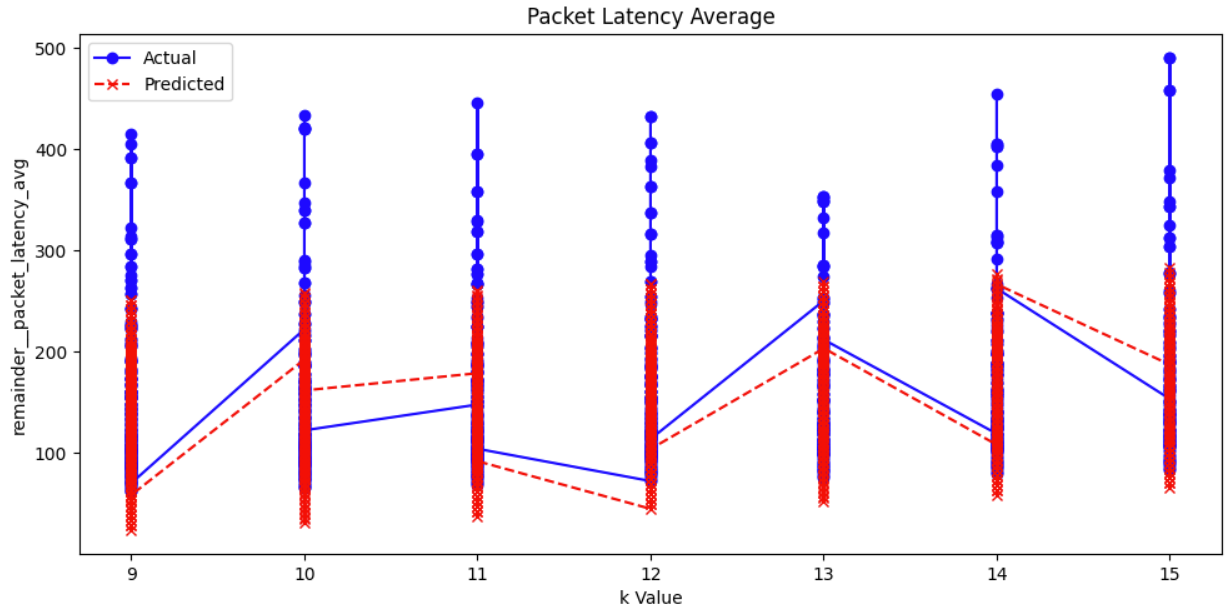 Packet Latency Average
Actual
Predicted
remainder__packet_latency_avg
500
400
300
200
100
9 10 11 12 13 14 15
k Value